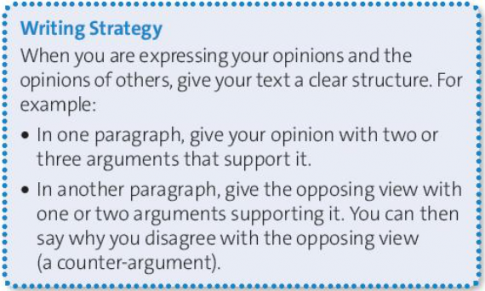 Writing Strategy
When you are expressing your opinions and the
opinions of others, give your text a clear structure. For
example:
• In one paragraph, give your opinion with two or
three arguments that support it.
• In another paragraph, give the opposing view with
one or two arguments supporting it. You can then
say why you disagree with the opposing view
(a counter-argument).